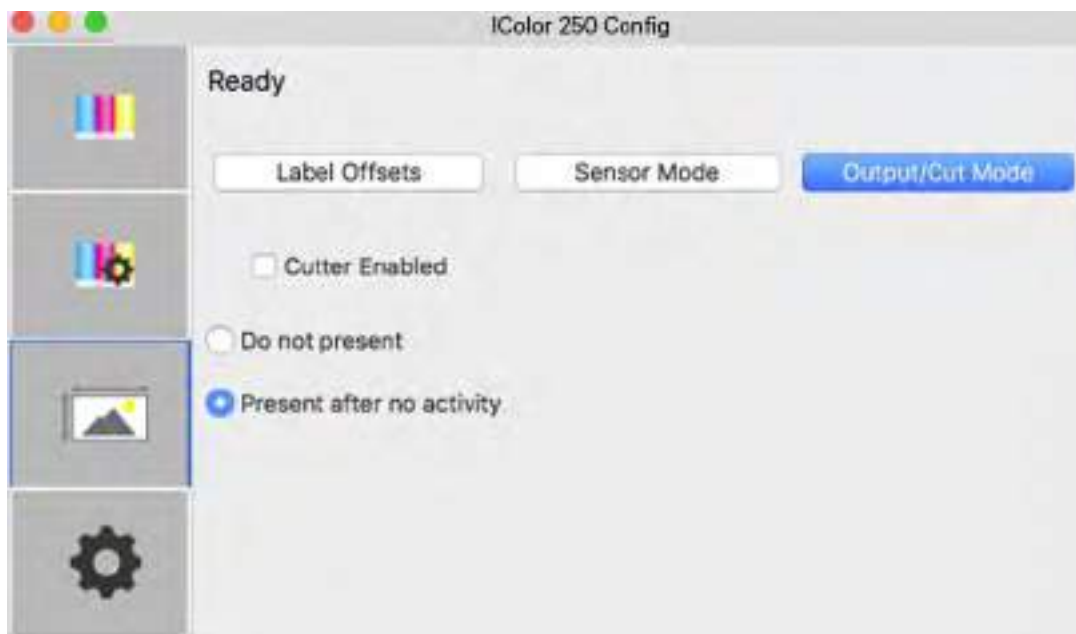 IColor 250 Config
Ready
Label Offsets Sensor Mode Output/Cut Mode
Cutter Enabled
Do not present
Present after no activity